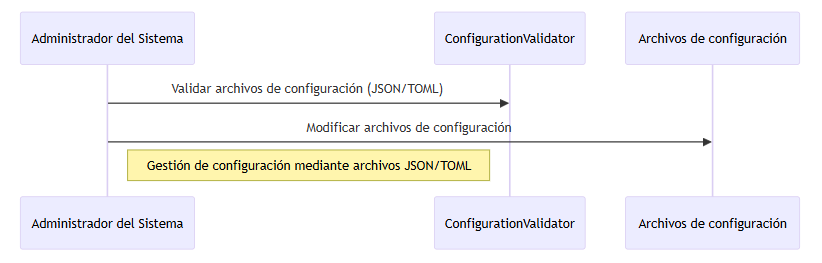 Administrador del Sistema
ConfigurationValidator
Archivos de configuración
Validar archivos de configuración (JSON/TOML)
Modificar archivos de configuración
Gestión de configuración mediante archivos JSON/TOML
Administrador del Sistema
ConfigurationValidator
Archivos de configuración